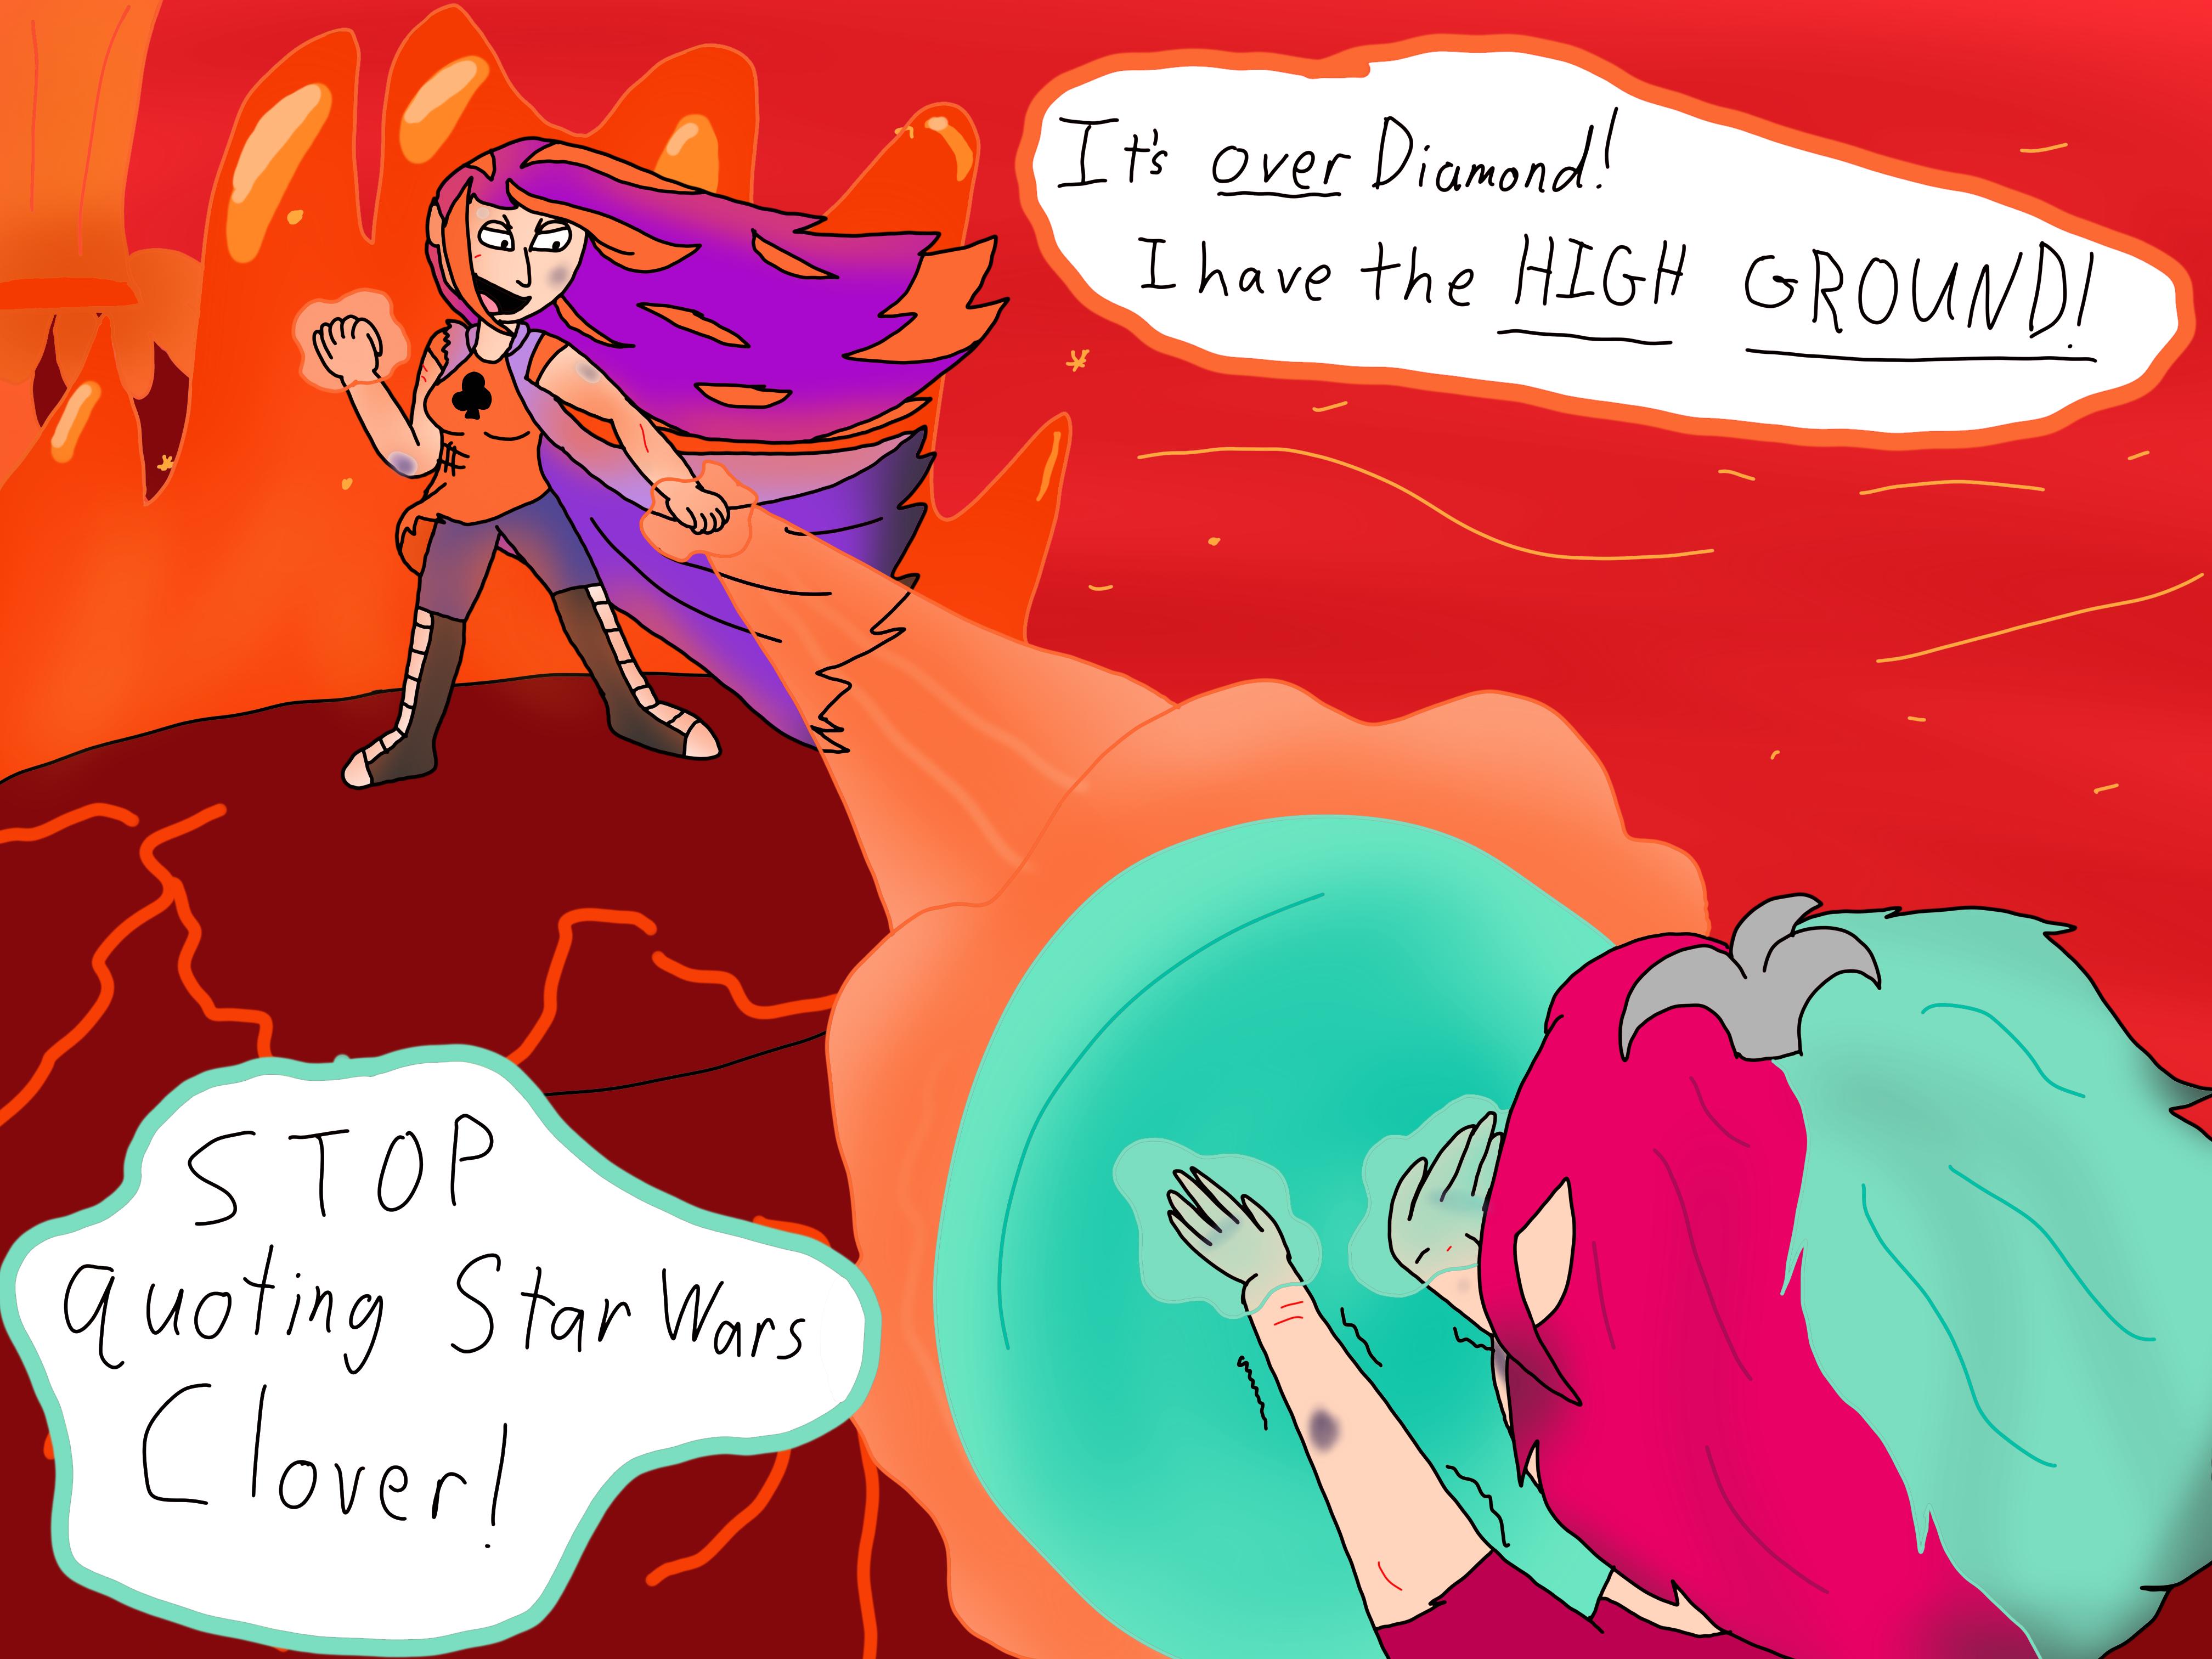 It's over Diamond!
I have the HIGH GROUND!
STOP
quoting Star Wars
Clover!